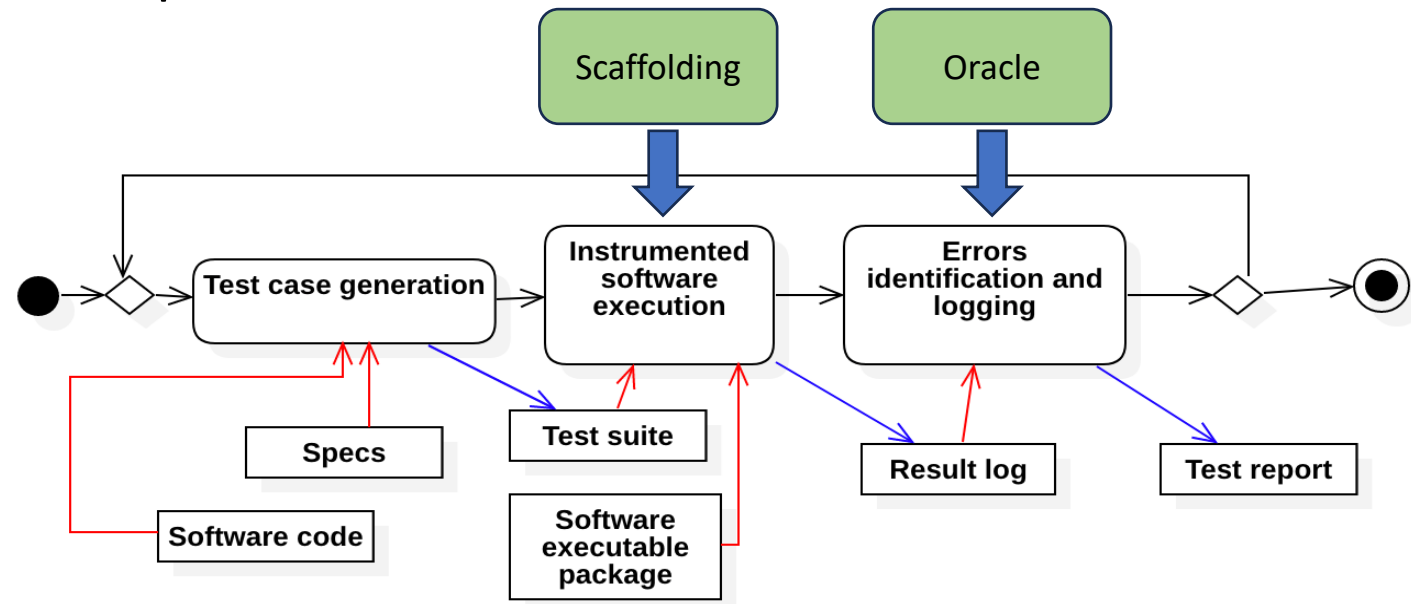 Scaffolding
Oracle
Test case generation
Instrumented
software
execution
Errors
identification and
logging
Specs
Test suite
Result log
Test report
Software code
Software
executable
package